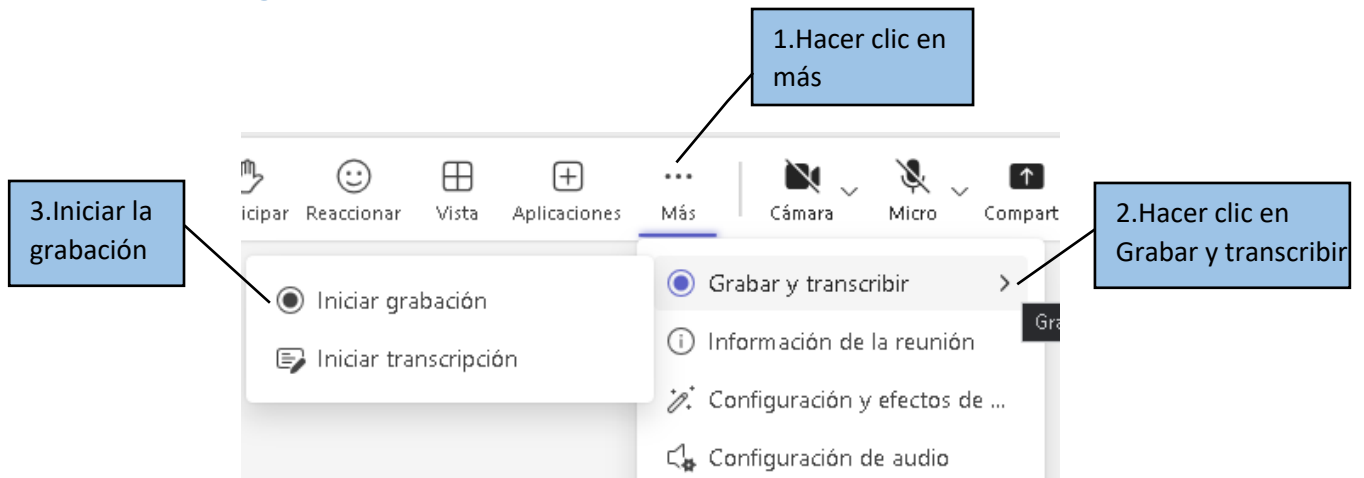 1.Hacer clic en
más
icipar Reaccionar Vista Aplicaciones Más Cámara Micro Compart
3.Iniciar la
grabación
2.Hacer clic en
Grabar y transcribir
Iniciar grabación
Iniciar transcripción
Grabar y transcribir
Gra
Información de la reunión
Configuración y efectos de ...
Configuración de audio